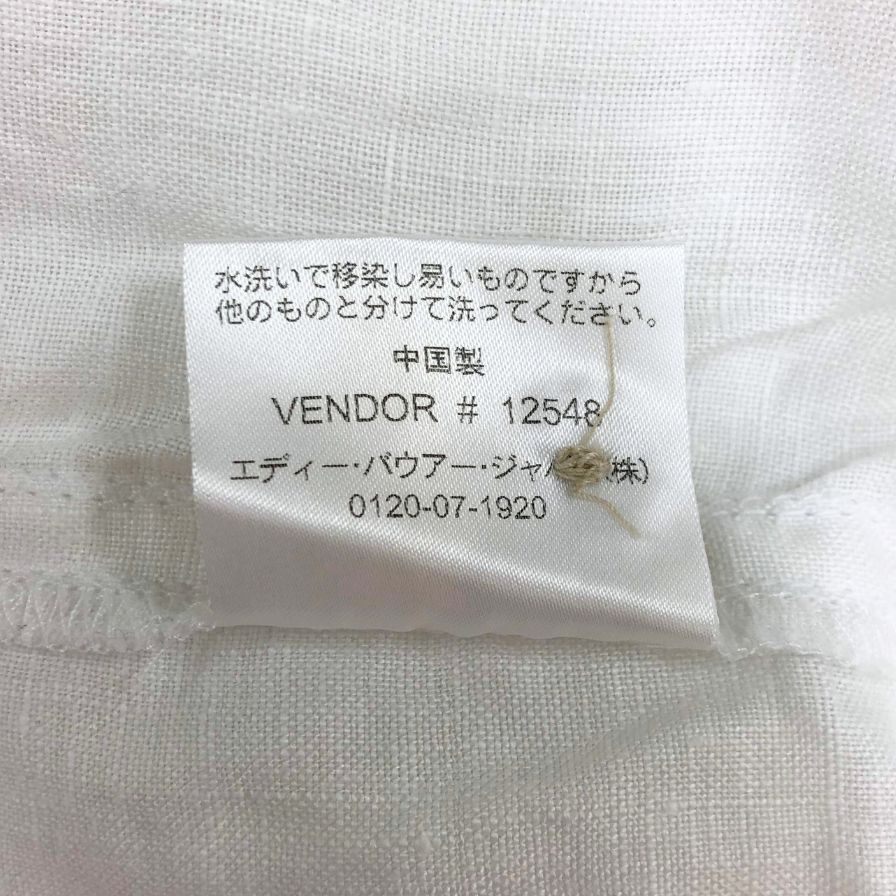 水洗いで移染し易いものですから
他のものと分けて洗ってください。
中国製
VENDOR # 12548
エディー・バウアー・ジャパン(株)
0120-07-1920